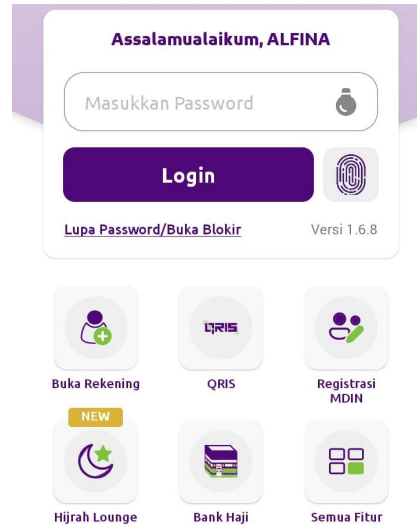 Assalamualaikum, ALFINA
Masukkan Password
Login
Lupa Password/Buka Blokir Versi 1.6.8
QRIS
Buka Rekening QRIS Registrasi
MDIN
NEW
Hijrah Lounge Bank Haji Semua Fitur